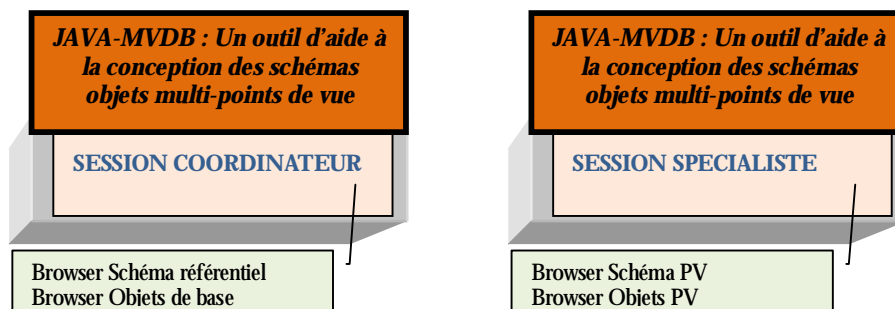 JAVA-MVDB : Un outil d'aide à
la conception des schémas
objets multi-points de vue
SESSION COORDINATEUR
Browser Schéma référentiel
Browser Objets de base
JAVA-MVDB : Un outil d'aide à
la conception des schémas
objets multi-points de vue
SESSION SPECIALISTE
Browser Schéma PV
Browser Objets PV